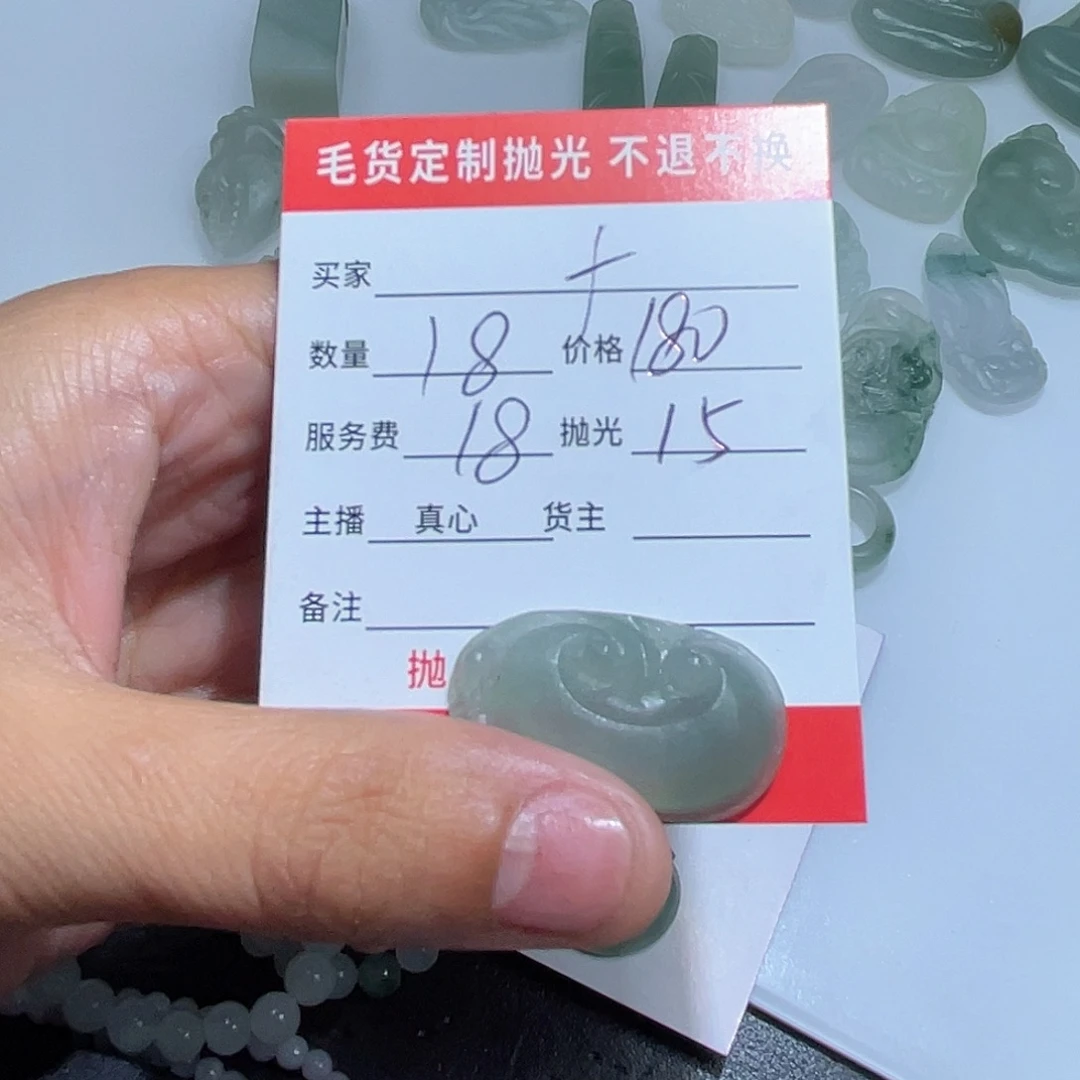 毛货定制抛光 不退不换
买家 十
数量 18 价格 180
服务费 18 抛光 15
主播 真心 货主
备注
抛